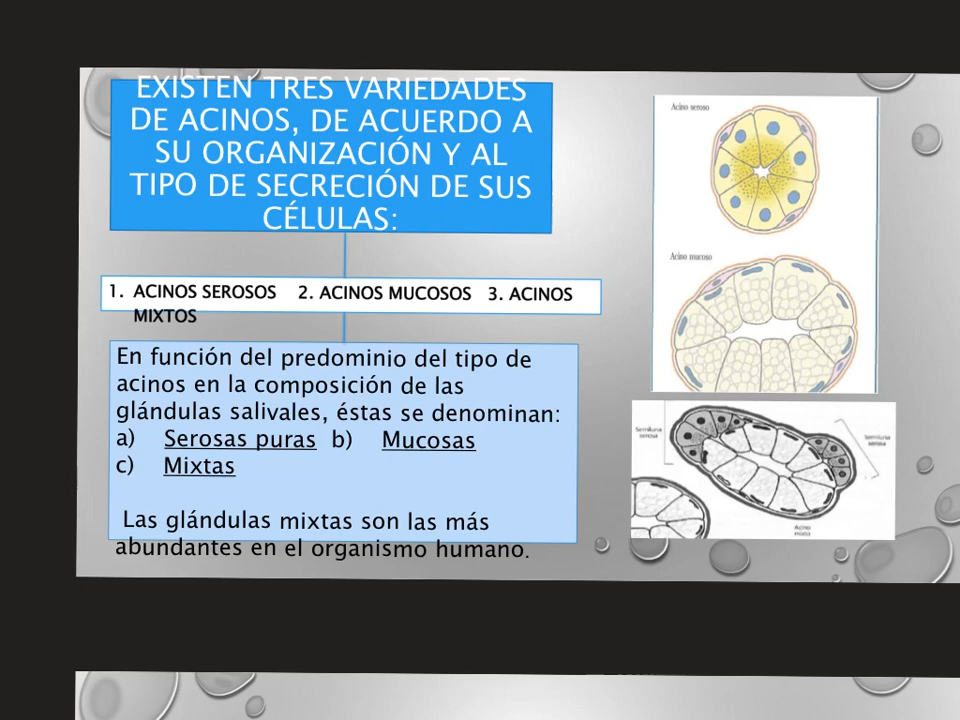 EXISTEN TRES VARIEDADES
DE ACINOS, DE ACUERDO A
SU ORGANIZACIÓN Y AL
TIPO DE SECRECIÓN DE SUS
CÉLULAS:
1. ACINOS SEROSOS 2. ACINOS MUCOSOS 3. ACINOS
MIXTOS
En función del predominio del tipo de
acinos en la composición de las
glándulas salivales, éstas se denominan:
a) Serosas puras b) Mucosas
c) Mixtas
Las glándulas mixtas son las más
abundantes en el organismo humano.
Acino seroso
Acino mucoso
Semiluna
serosa
Semiluna
serosa
Acino
mixto